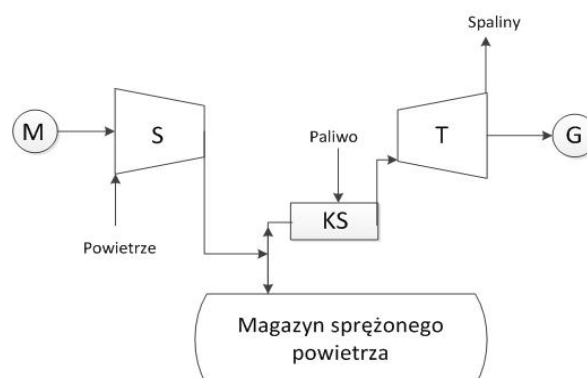 Spaliny
M
S
T
G
Paliwo
KS
Powietrze
Magazyn sprężonego
powietrza